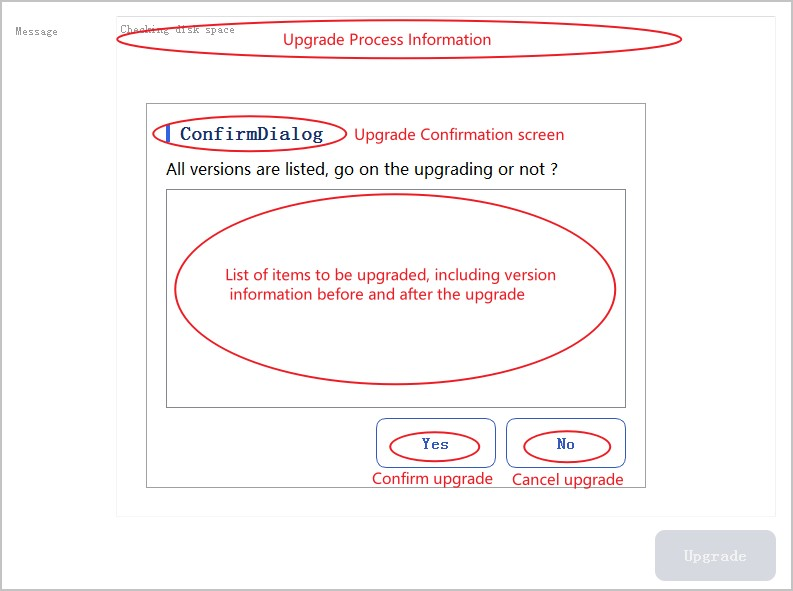 Message
Checking disk space
Upgrade Process Information
ConfirmDialog
Upgrade Confirmation screen
All versions are listed, go on the upgrading or not ?
List of items to be upgraded, including version
information before and after the upgrade
Yes
No
Confirm upgrade
Cancel upgrade
Upgrade